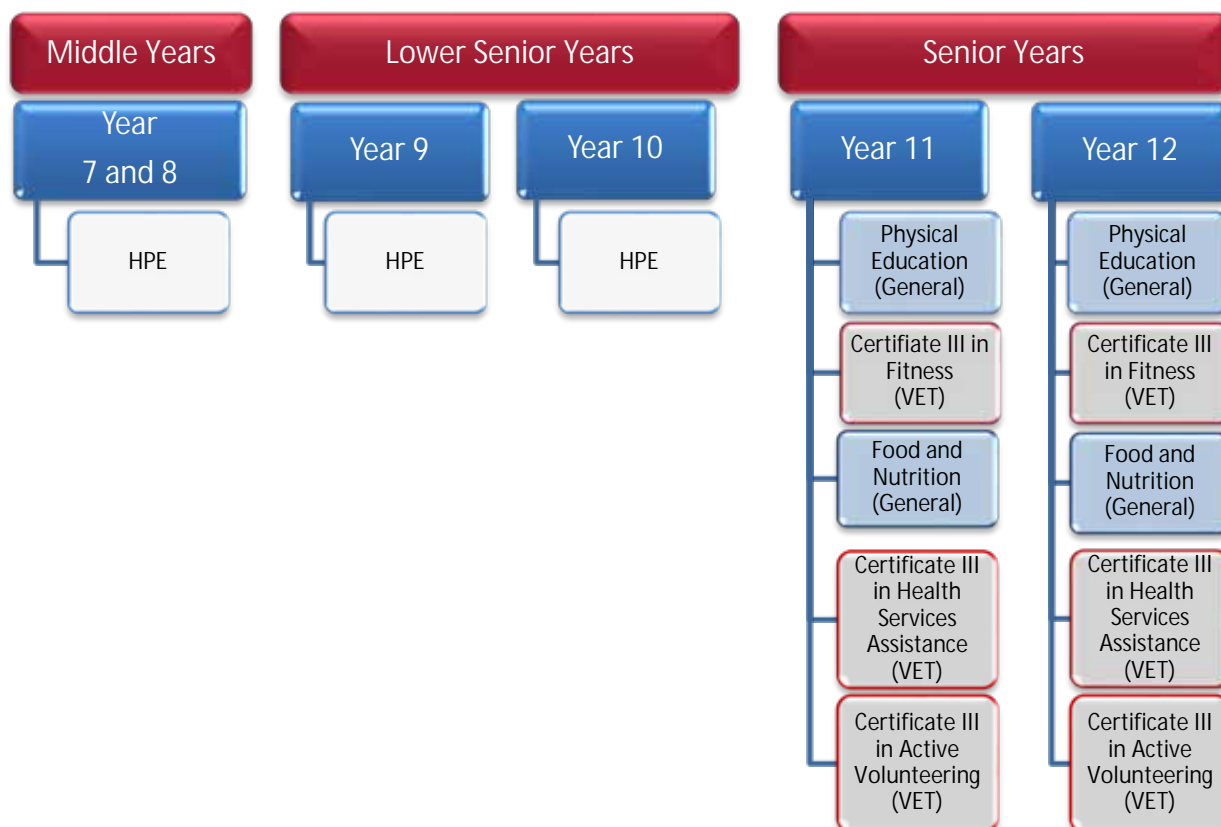 Middle Years
Lower Senior Years
Senior Years
Year
7 and 8
Year 9
Year 10
Year 11
Year 12
HPE
HPE
HPE
Physical
Education
(General)
Certifiate III in
Fitness
(VET)
Food and
Nutrition
(General)
Certificate III
in Health
Services
Assistance
(VET)
Certificate III
in Active
Volunteering
(VET)
Physical
Education
(General)
Certificate III
in Fitness
(VET)
Food and
Nutrition
(General)
Certificate III
in Health
Services
Assistance
(VET)
Certificate III
in Active
Volunteering
(VET)